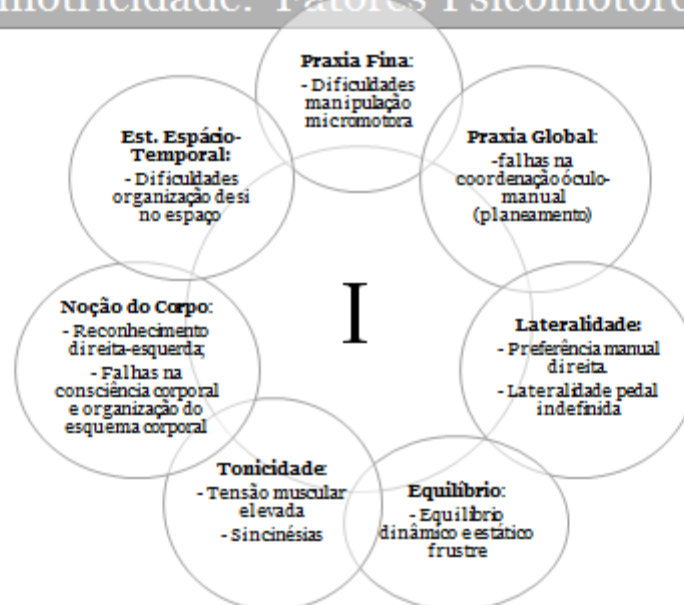 motricidade: Fatores Psicomotore
Praxia Fina:
- Dificuldades
manipulação
micromotora
Praxia Global:
-falhas na
coordenação óculo-
manual
(planeamento)
Lateralidade:
- Preferência manual
direita.
- Lateralidade pedal
indefinida
Equilíbrio:
- Equilíbrio
dinâmico e estático
frustre
Tonicidade:
- Tensão muscular
elevada
- Sincinésias
Noção do Corpo:
- Reconhecimento
direita-esquerda;
- Falhas na
consciência corporal
e organização do
esquema corporal
Est. Espácio-
Temporal:
- Dificuldades
organização de si
no espaço
I